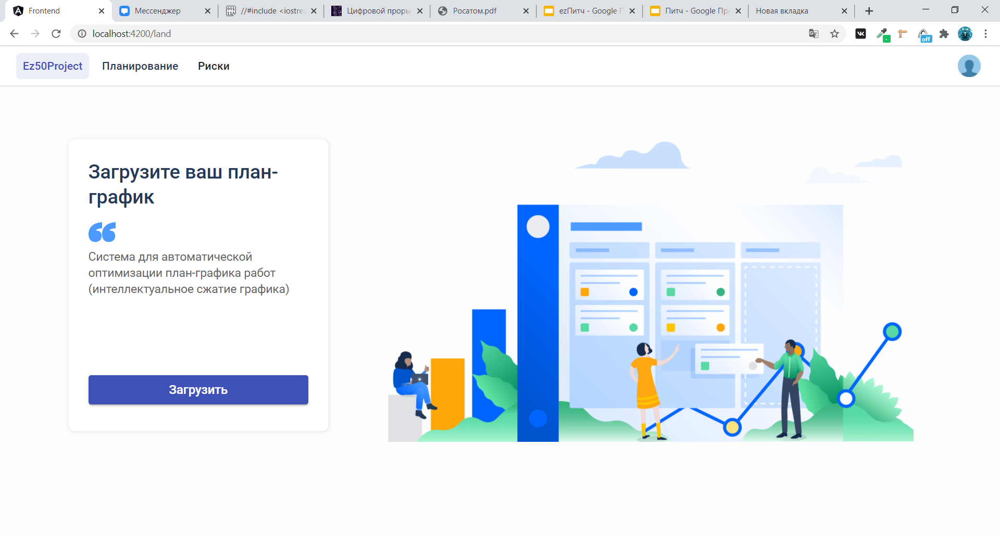 Frontend
Мессенджер
//#include <iostre
Цифровой проры
Росатом.pdf
ezПитч - Google П
Питч - Google Пре
Новая вкладка
localhost:4200/land
off
Ez50Project
Планирование
Риски
Загрузите ваш план-
график
Система для автоматической
оптимизации план-графика работ
(интеллектуальное сжатие графика)
Загрузить